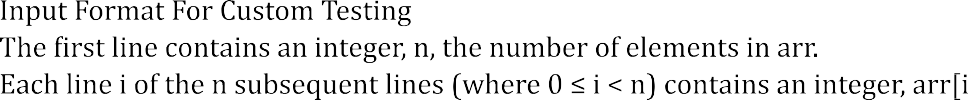 Input Format For Custom Testing
The first line contains an integer, n, the number of elements in arr.
Each line i of the n subsequent lines (where 0 ≤ i < n) contains an integer, arr[i